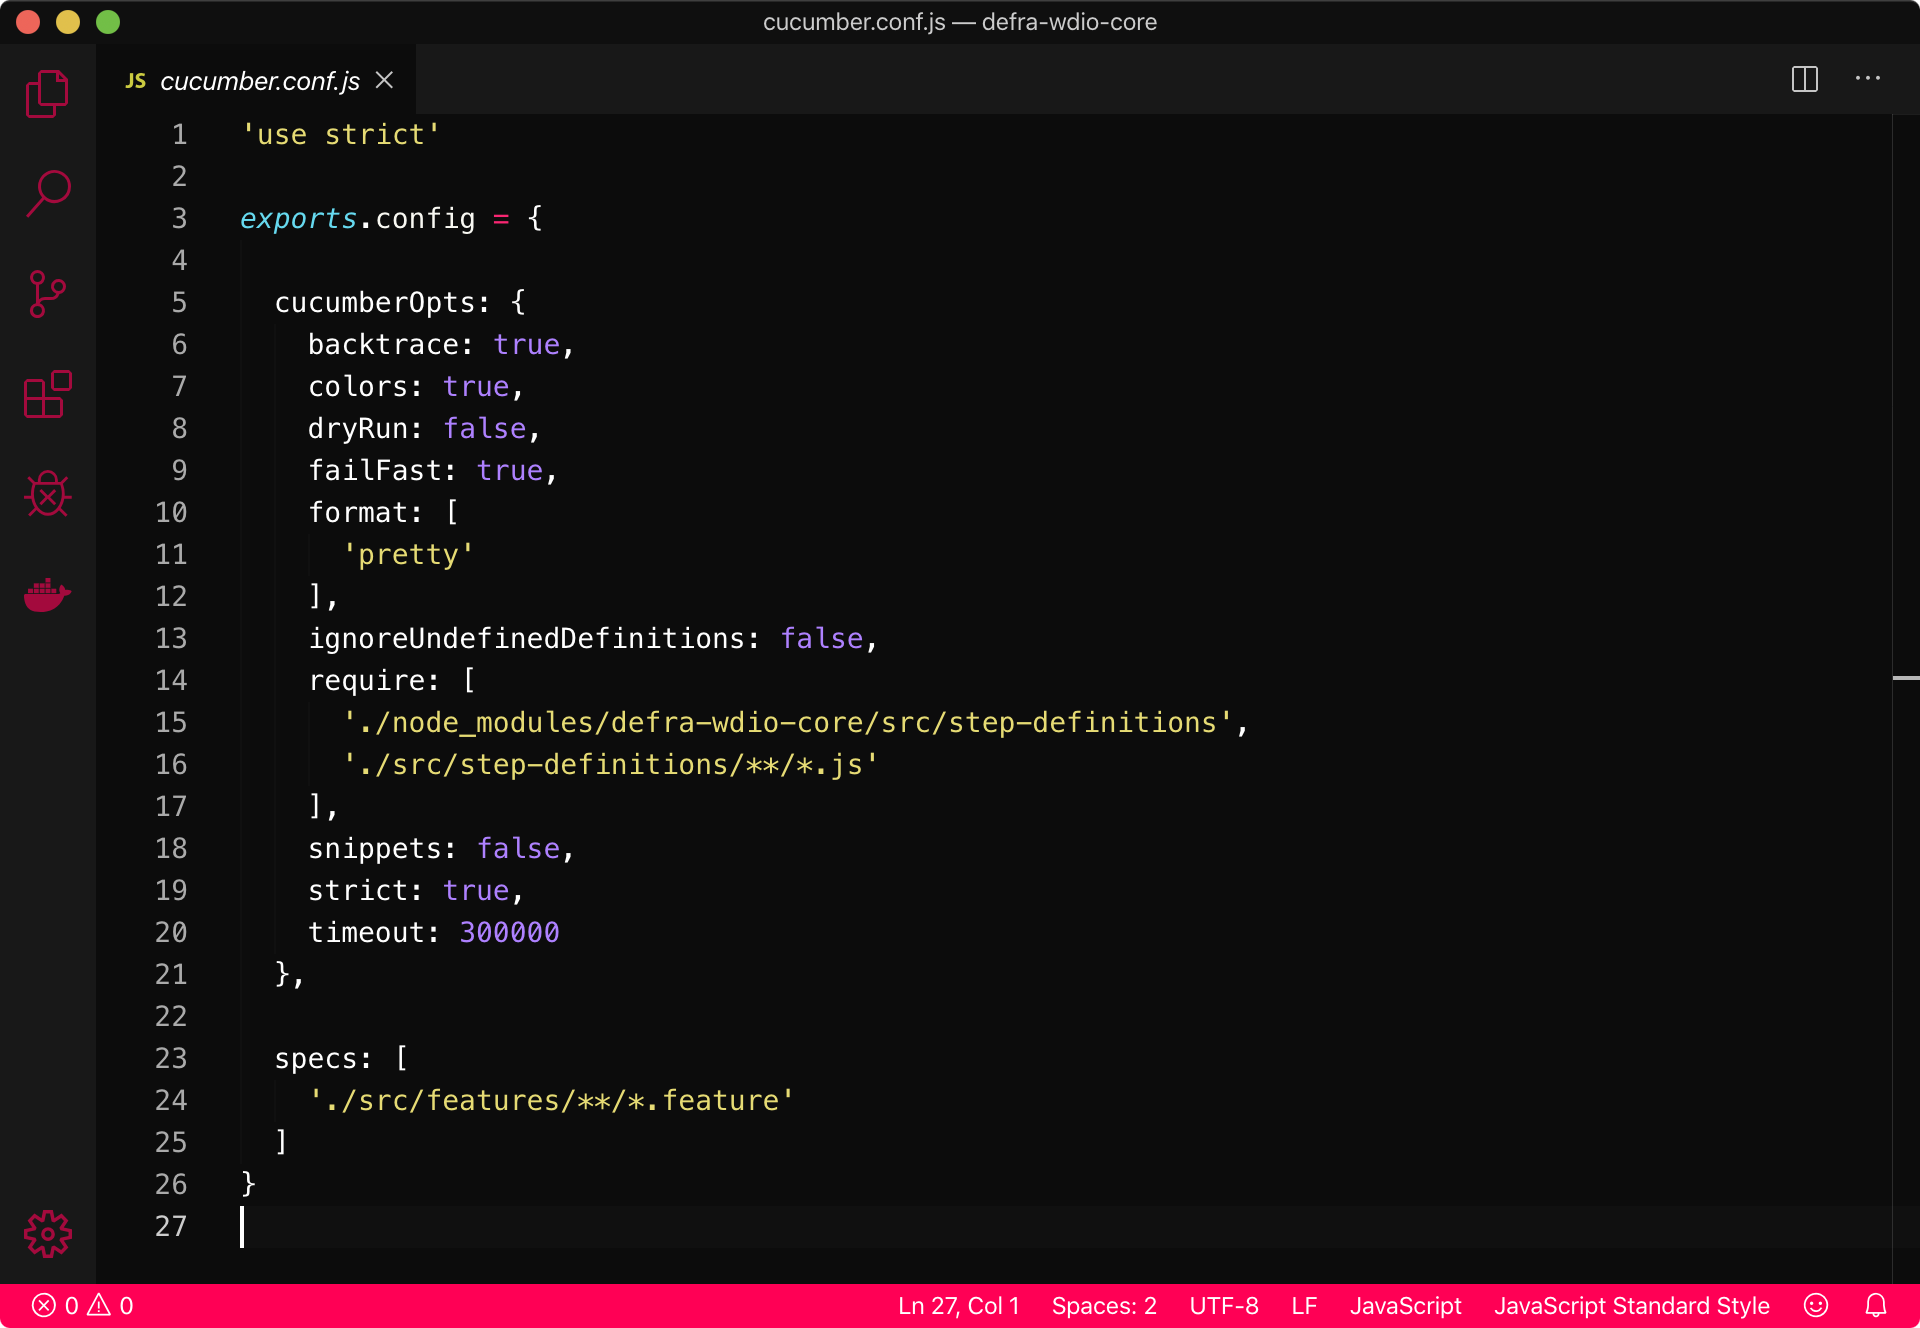 cucumber.conf.js — defra-wdio-core
JS cucumber.conf.js
1 'use strict'
2
3 exports.config = {
4
5   cucumberOpts: {
6     backtrace: true,
7     colors: true,
8     dryRun: false,
9     failFast: true,
10     format: [
11       'pretty'
12     ],
13     ignoreUndefinedDefinitions: false,
14     require: [
15       './node_modules/defra-wdio-core/src/step-definitions',
16       './src/step-definitions/**/*.js'
17     ],
18     snippets: false,
19     strict: true,
20     timeout: 300000
21   },
22
23   specs: [
24     './src/features/**/*.feature'
25   ]
26 }
27
0 0 Ln 27, Col 1 Spaces: 2 UTF-8 LF JavaScript JavaScript Standard Style